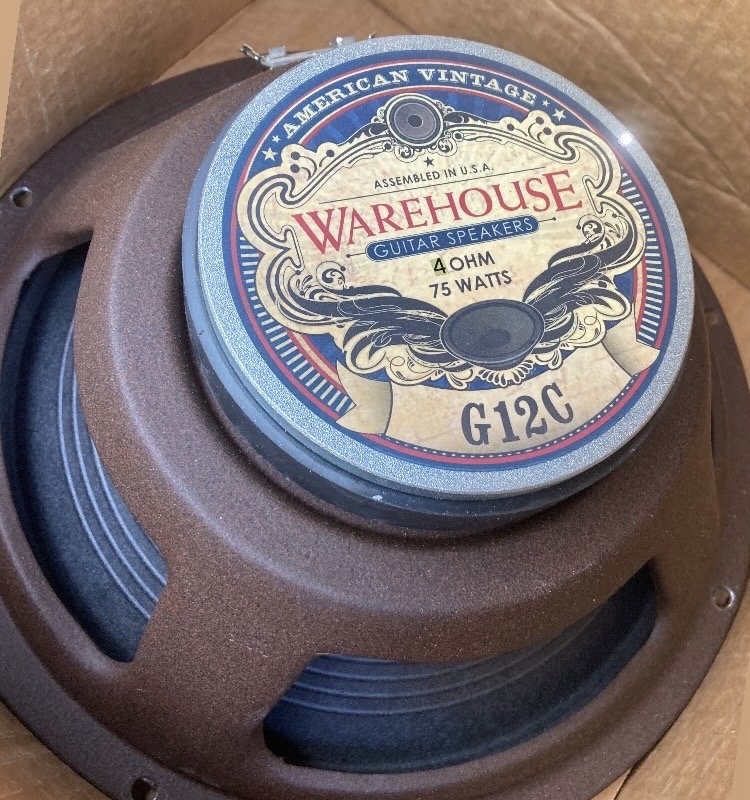 AMERICAN VINTAGE
ASSEMBLED IN U.S.A.
WAREHOUSE
GUITAR SPEAKERS
4 OHM
75 WATTS
G12C